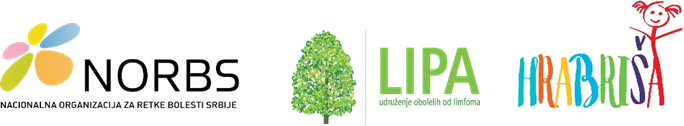 NORBS
NACIONALNA ORGANIZACIJA ZA RETKE BOLESTI SRBIJE
LIPA
udruženje obolelih od limfoma
HRABRIŠA